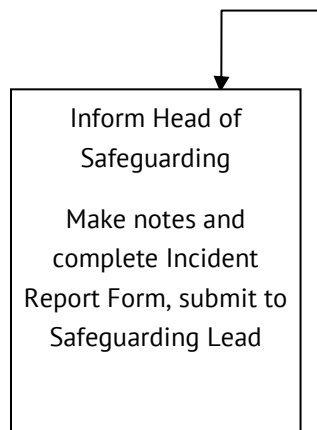 Inform Head of
Safeguarding
Make notes and
complete Incident
Report Form, submit to
Safeguarding Lead